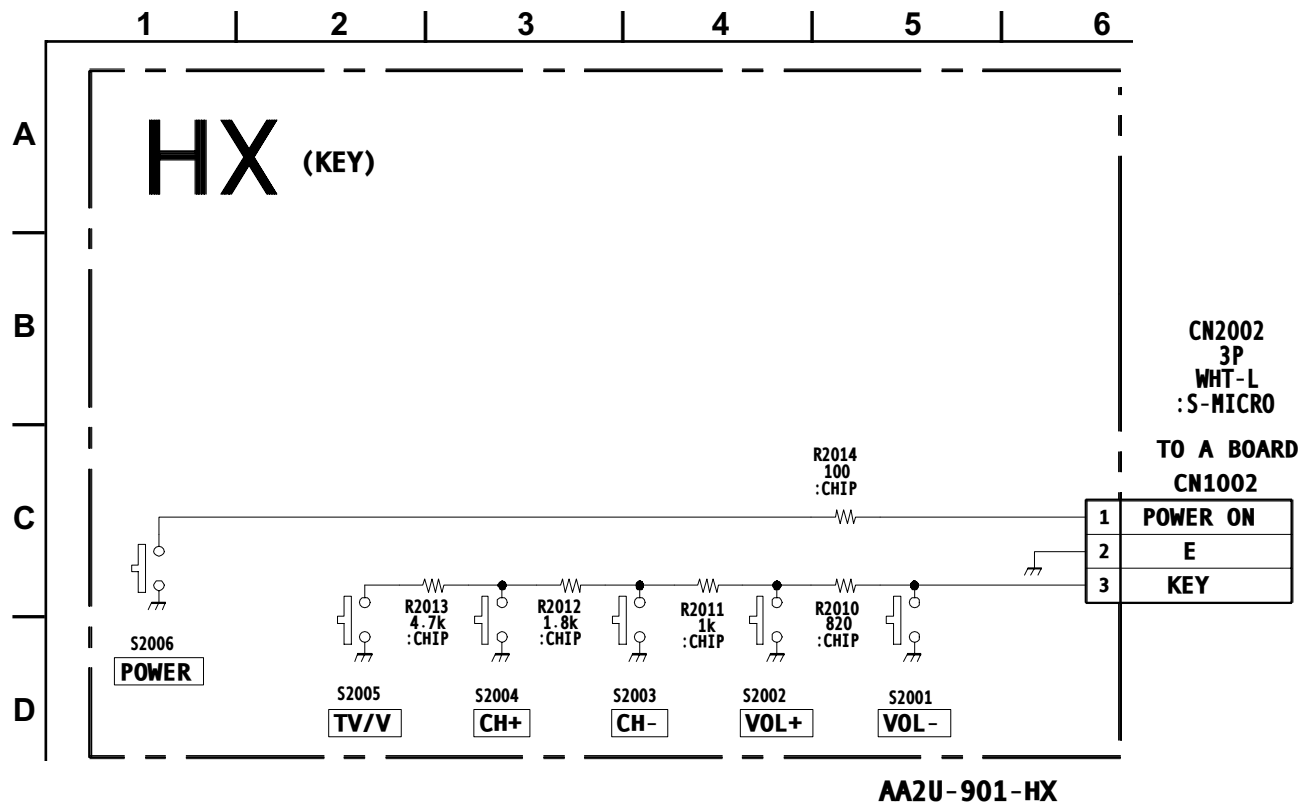 1 2 3 4 5 6
A
HX (KEY)
B
CN2002
3P
WHT-L
:S-MICRO
TO A BOARD
CN1002
R2014
100
:CHIP
C
1 POWER ON
2 E
3 KEY
R2013
4.7k
:CHIP
R2012
1.8k
:CHIP
R2011
1k
:CHIP
R2010
820
:CHIP
S2006
POWER
D
S2005
TV/V
S2004
CH+
S2003
CH-
S2002
VOL+
S2001
VOL-
AA2U-901-HX